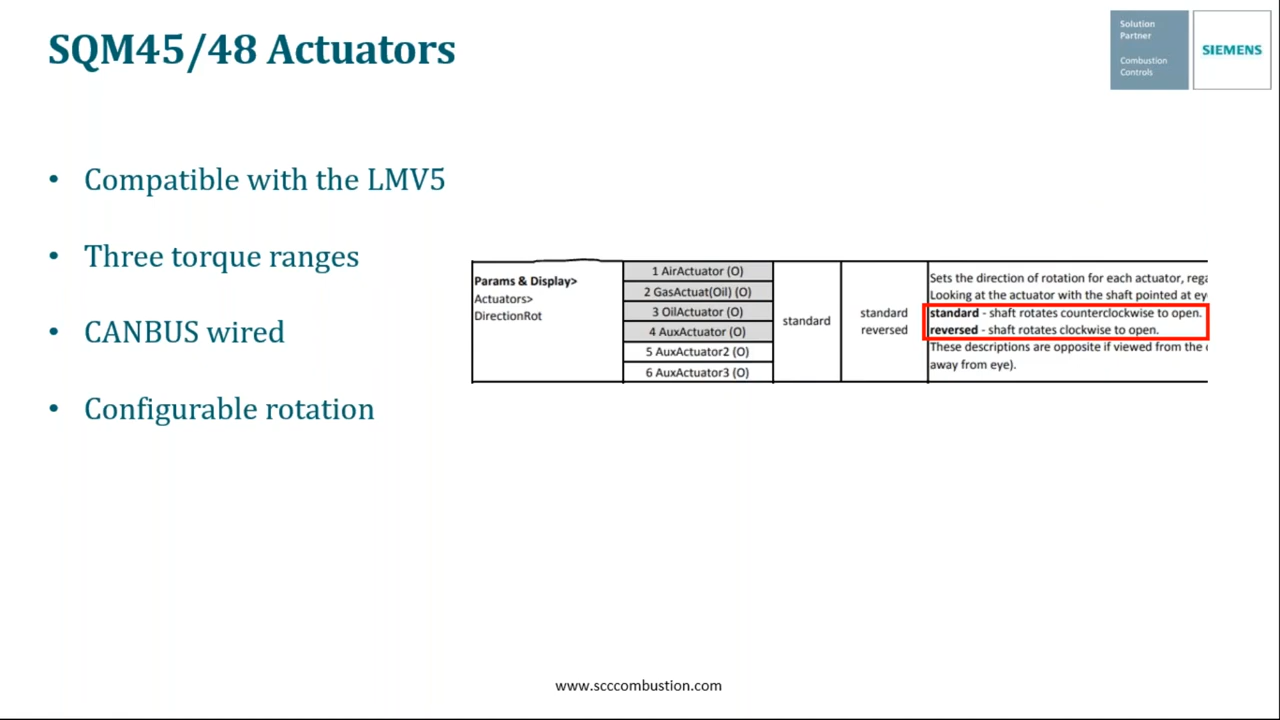 SQM45/48 Actuators
Solution
Partner
Combustion
Controls
SIEMENS
• Compatible with the LMV5
• Three torque ranges
• CANBUS wired
• Configurable rotation
Params & Display>
Actuators>
DirectionRot
1 AirActuator (O)
2 GasActuat(Oil) (O)
3 OilActuator (O)
4 AuxActuator (O)
5 AuxActuator2 (O)
6 AuxActuator3 (O)
standard
standard
reversed
Sets the direction of rotation for each actuator,
Looking at the actuator with the shaft pointed at
standard - shaft rotates counterclockwise to open.
reversed - shaft rotates clockwise to open.
These descriptions are opposite if viewed from the
away from eye).
www.scccombustion.com